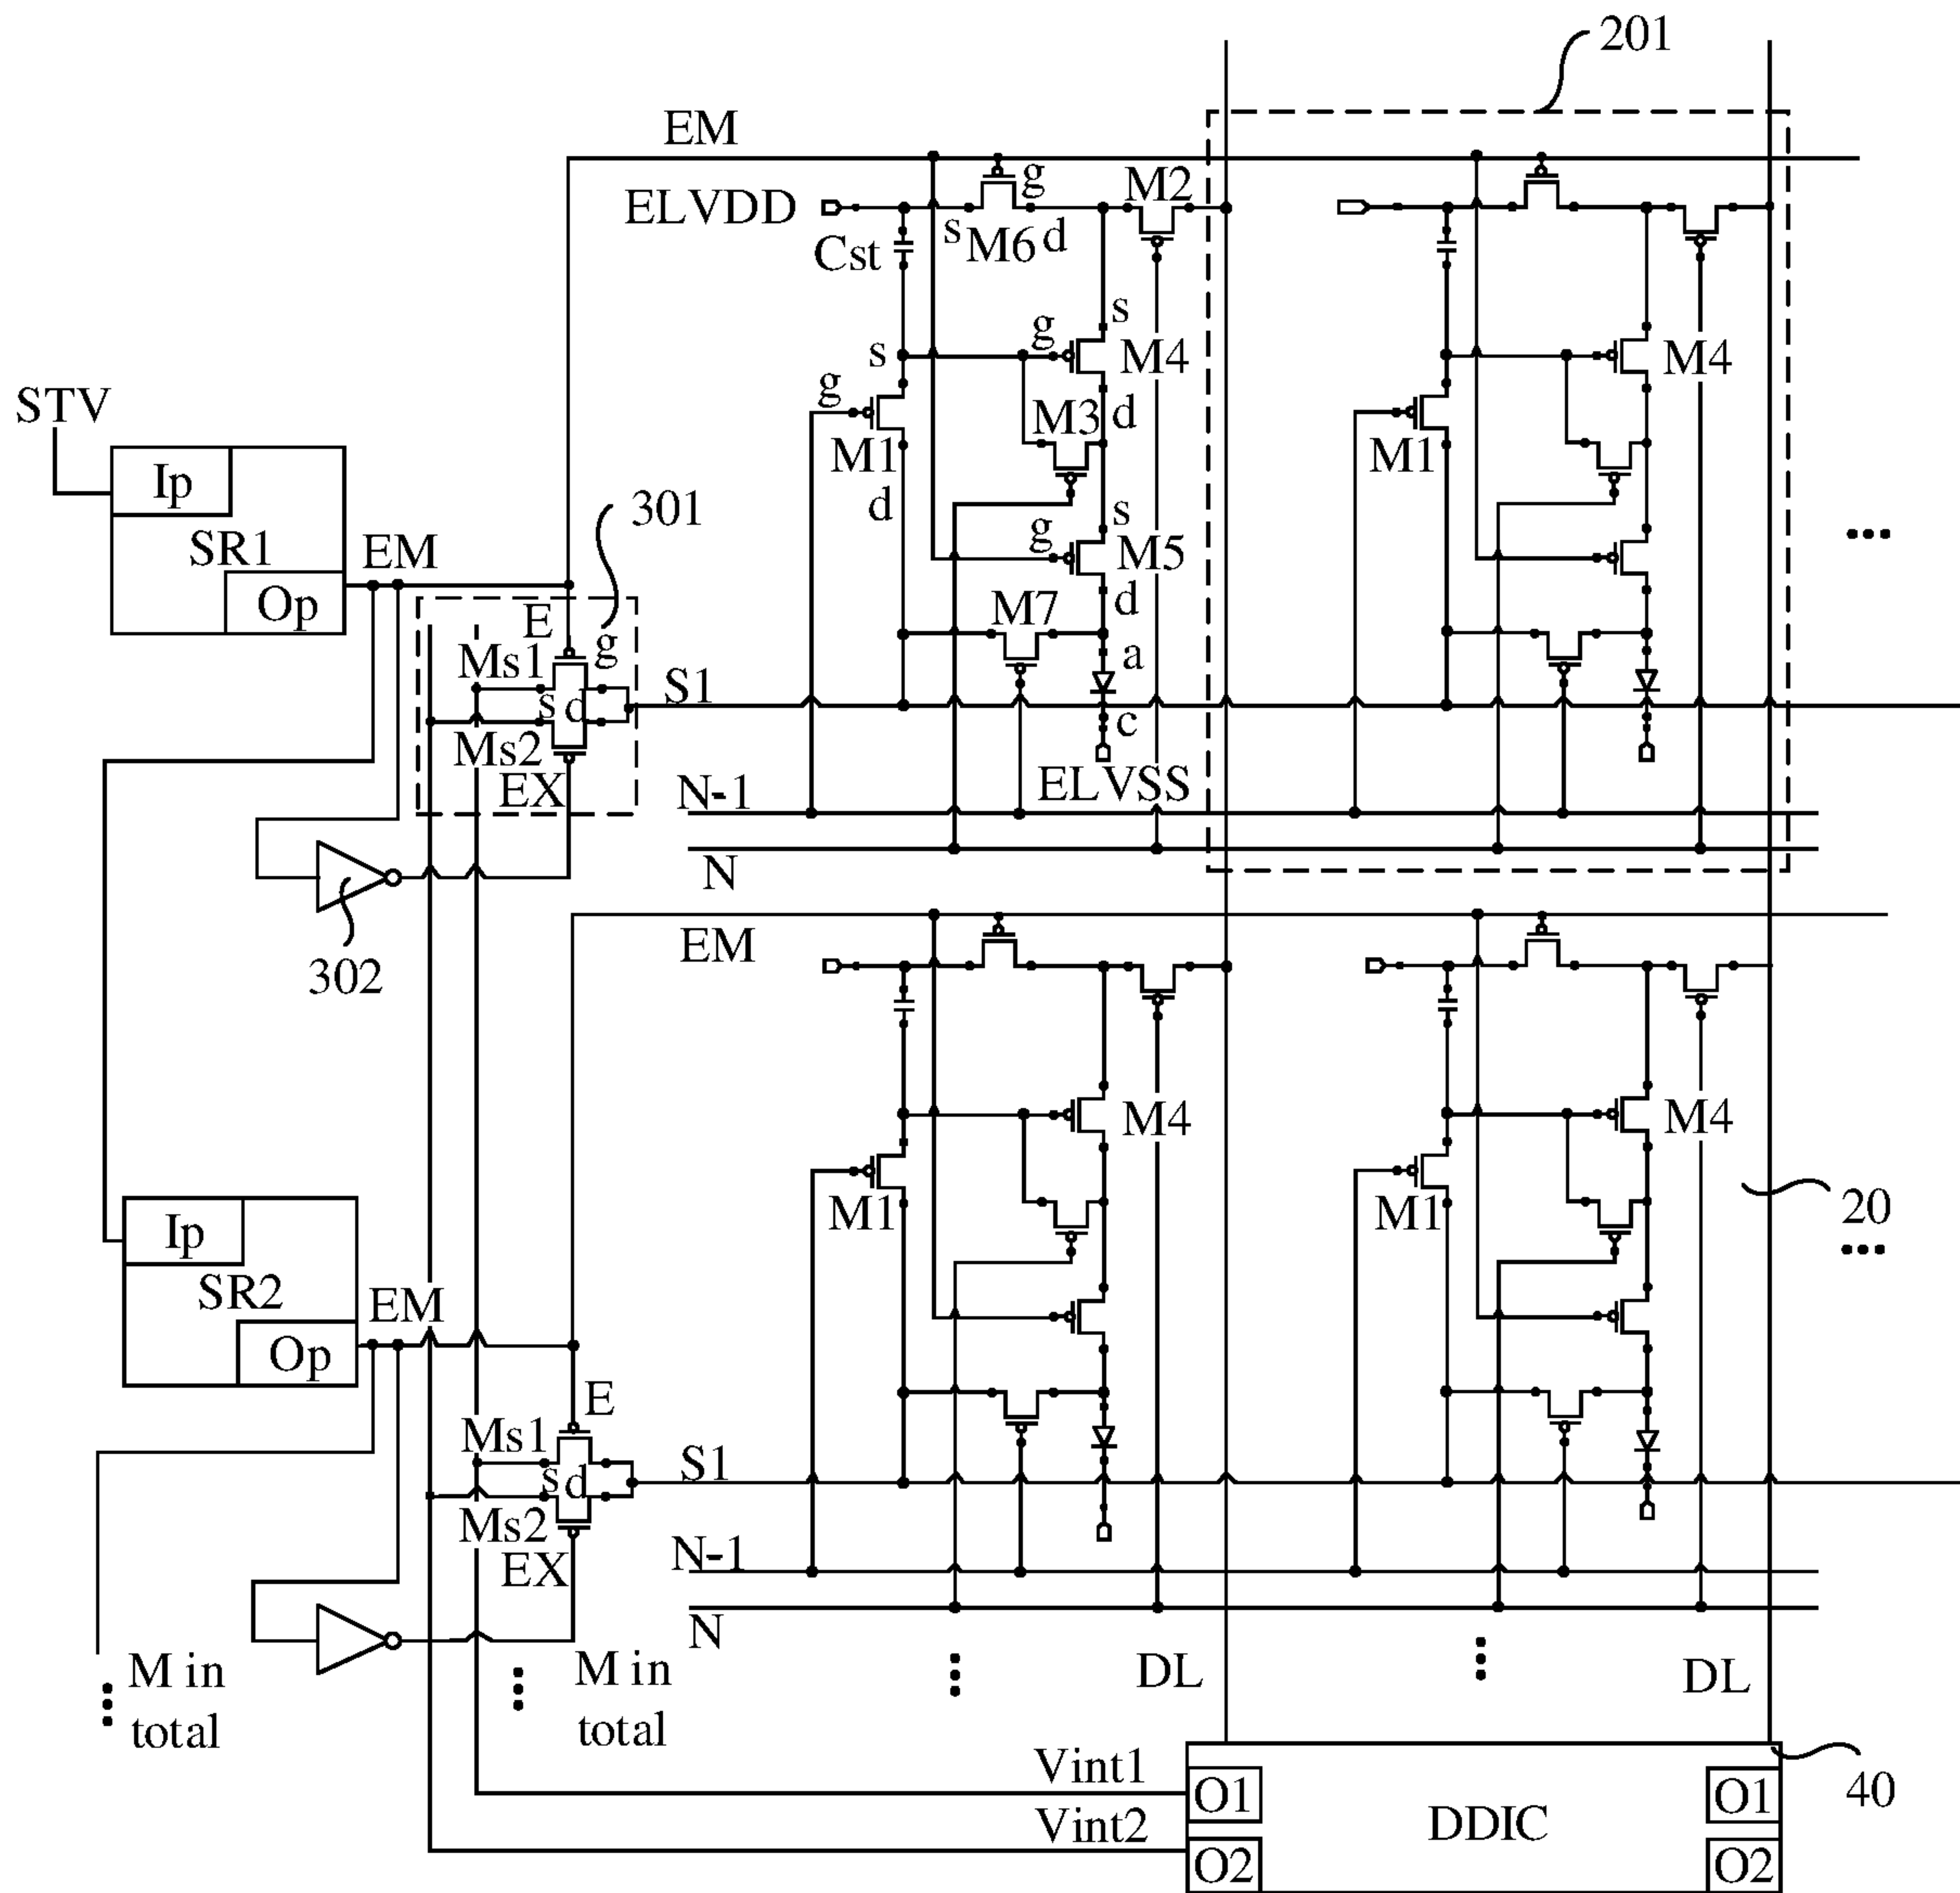 201
EM
ELVDD
g
M2
s
M6
d
Cst
s
g
s
M4
M4
g
M3
d
M1
M1
d
STV
Ip
SR1
Op
EM
301
s
g
M5
d
M7
a
c
E
g
Ms1
s
d
Ms2
EX
S1
ELVSS
N-1
N
302
...
EM
M4
M4
M1
M1
20
...
Ip
SR2
Op
EM
E
Ms1
s
d
Ms2
EX
S1
N-1
N
M in
total
M in
total
DL
DL
Vint1
Vint2
O1
O2
DDIC
O1
O2
40